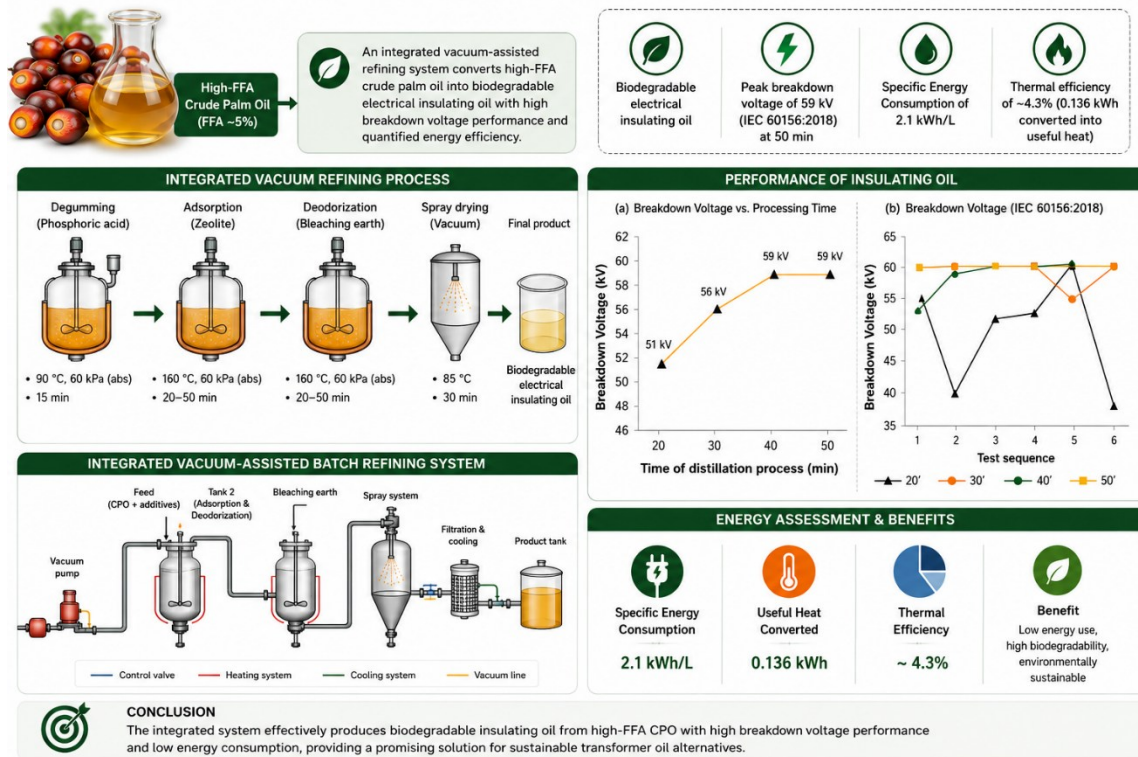 High-FFA
Crude Palm Oil
(FFA ~5%)
An integrated vacuum-assisted
refining system converts high-FFA
crude palm oil into biodegradable
electrical insulating oil with high
breakdown voltage performance and
quantified energy efficiency.
Biodegradable
electrical
insulating oil
Peak breakdown
voltage of 59 kV
(IEC 60156:2018)
at 50 min
Specific Energy
Consumption of
2.1 kWh/L
Thermal efficiency
of ~4.3% (0.136 kWh
converted into
useful heat)
INTEGRATED VACUUM REFINING PROCESS
Degumming
(Phosphoric acid)
Adsorption
(Zeolite)
Deodorization
(Bleaching earth)
Spray drying
(Vacuum)
Final product
• 90 °C, 60 kPa (abs)
• 15 min
• 160 °C, 60 kPa (abs)
• 20–50 min
• 160 °C, 60 kPa (abs)
• 20–50 min
• 85 °C
• 30 min
Biodegradable
electrical
insulating oil
PERFORMANCE OF INSULATING OIL
(a) Breakdown Voltage vs. Processing Time
Breakdown Voltage (kV)
62
60
58
56
54
52
50
48
46
51 kV
56 kV
59 kV
59 kV
20
30
40
50
Time of distillation process (min)
(b) Breakdown Voltage (IEC 60156:2018)
Breakdown Voltage (kV)
65
60
55
50
45
40
35
1
2
3
4
5
6
Test sequence
20'
30'
40'
50'
INTEGRATED VACUUM-ASSISTED BATCH REFINING SYSTEM
Vacuum
pump
Feed
(CPO + additives)
Tank 2
(Adsorption &
Deodorization)
Bleaching earth
Spray system
Filtration &
cooling
Product tank
Control valve
Heating system
Cooling system
Vacuum line
ENERGY ASSESSMENT & BENEFITS
Specific Energy
Consumption
2.1 kWh/L
Useful Heat
Converted
0.136 kWh
Thermal
Efficiency
~ 4.3%
Benefit
Low energy use,
high biodegradability,
environmentally
sustainable
CONCLUSION
The integrated system effectively produces biodegradable insulating oil from high-FFA CPO with high breakdown voltage performance
and low energy consumption, providing a promising solution for sustainable transformer oil alternatives.